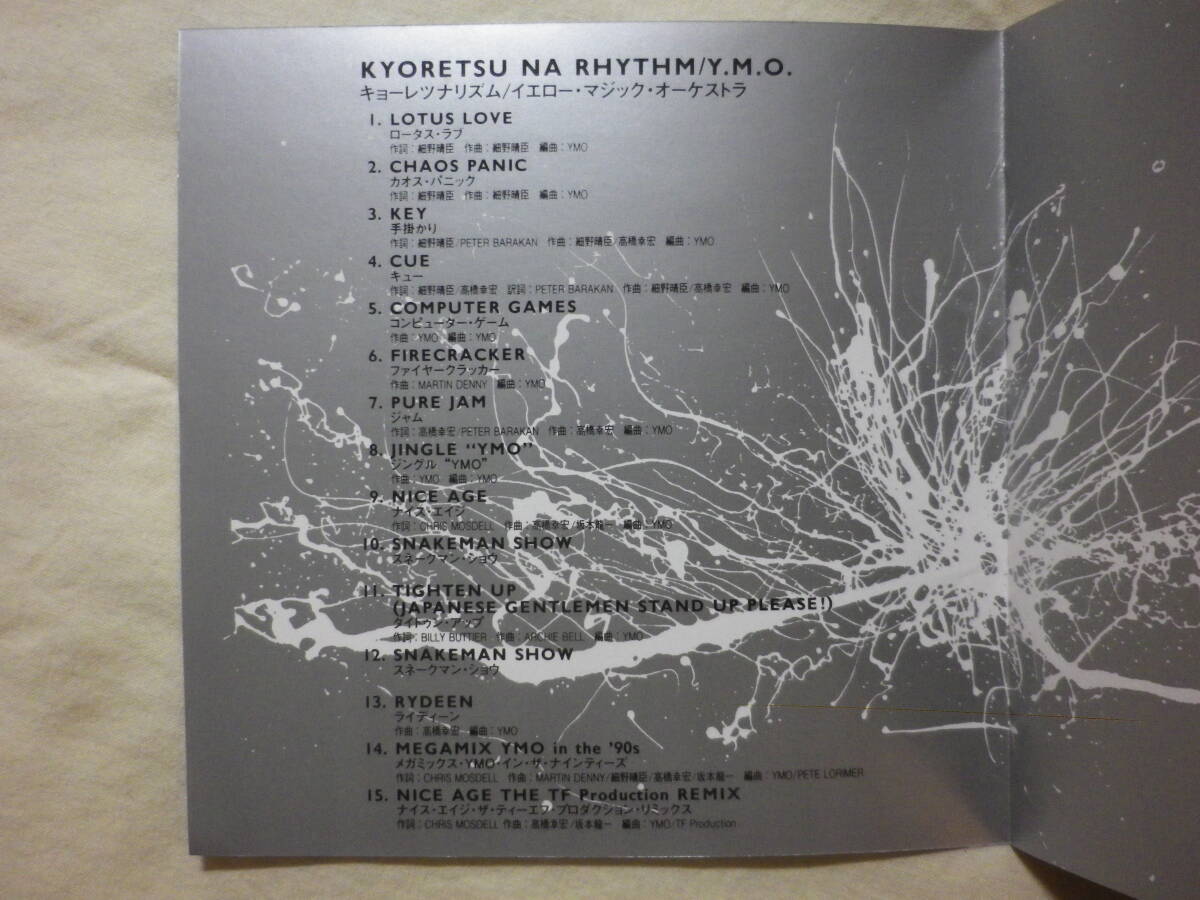 KYORETSU NA RHYTHM/Y.M.O.
キョーレツナリズム/イエロー・マジック・オーケストラ
1. LOTUS LOVE
ロータス・ラブ
作詞：細野晴臣 作曲：細野晴臣 編曲：YMO
2. CHAOS PANIC
カオス・パニック
作詞：細野晴臣 作曲：細野晴臣 編曲：YMO
3. KEY
手掛かり
作詞：細野晴臣/PETER BARAKAN 作曲：細野晴臣/高橋幸宏 編曲：YMO
4. CUE
キュー
作詞：細野晴臣/高橋幸宏 訳詞：PETER BARAKAN 作曲：細野晴臣/高橋幸宏 編曲：YMO
5. COMPUTER GAMES
コンピューター・ゲーム
作曲：YMO 編曲：YMO
6. FIRECRACKER
ファイヤークラッカー
作曲：MARTIN DENNY 編曲：YMO
7. PURE JAM
ジャム
作詞：高橋幸宏/PETER BARAKAN 作曲：高橋幸宏 編曲：YMO
8. JINGLE “YMO”
ジングル “YMO”
作曲：YMO 編曲：YMO
9. NICE AGE
ナイス・エイジ
作詞：CHRIS MOSDELL 作曲：高橋幸宏/坂本龍一 編曲：YMO
10. SNAKEMAN SHOW
スネークマン・ショウ
11. TIGHTEN UP
(JAPANESE GENTLEMEN STAND UP PLEASE!)
タイトゥン・アップ
作詞：BILLY BUTTIER 作曲：ARCHIE BELL 編曲：YMO
12. SNAKEMAN SHOW
スネークマン・ショウ
13. RYDEEN
ライディーン
作曲：高橋幸宏 編曲：YMO
14. MEGAMIX YMO in the '90s
メガミックス・YMO・イン・ザ・ナインティーズ
作詞：CHRIS MOSDELL 作曲：MARTIN DENNY/細野晴臣/高橋幸宏/坂本龍一 編曲：YMO/PETE LORIMER
15. NICE AGE THE TF Production REMIX
ナイス・エイジ・ザ・ティーエフ・プロダクション・リミックス
作詞：CHRIS MOSDELL 作曲：高橋幸宏/坂本龍一 編曲：YMO/TF Production